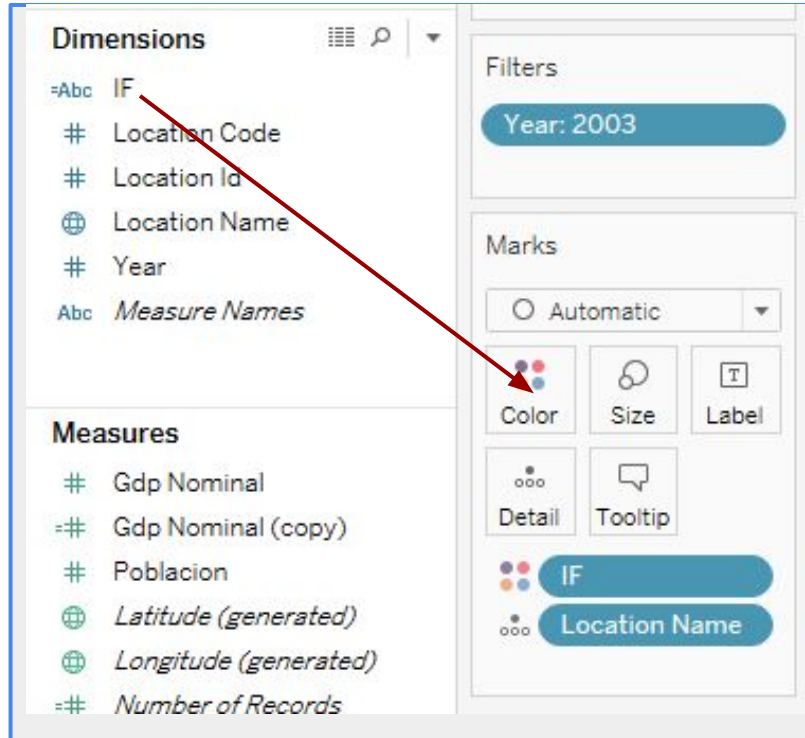 Dimensions
=Abc IF
# Location Code
# Location Id
Location Name
# Year
Abc Measure Names
Measures
# Gdp Nominal
=# Gdp Nominal (copy)
# Poblacion
Latitude (generated)
Longitude (generated)
=# Number of Records
Filters
Year: 2003
Marks
Automatic
Color Size T Label
Detail Tooltip
IF
Location Name